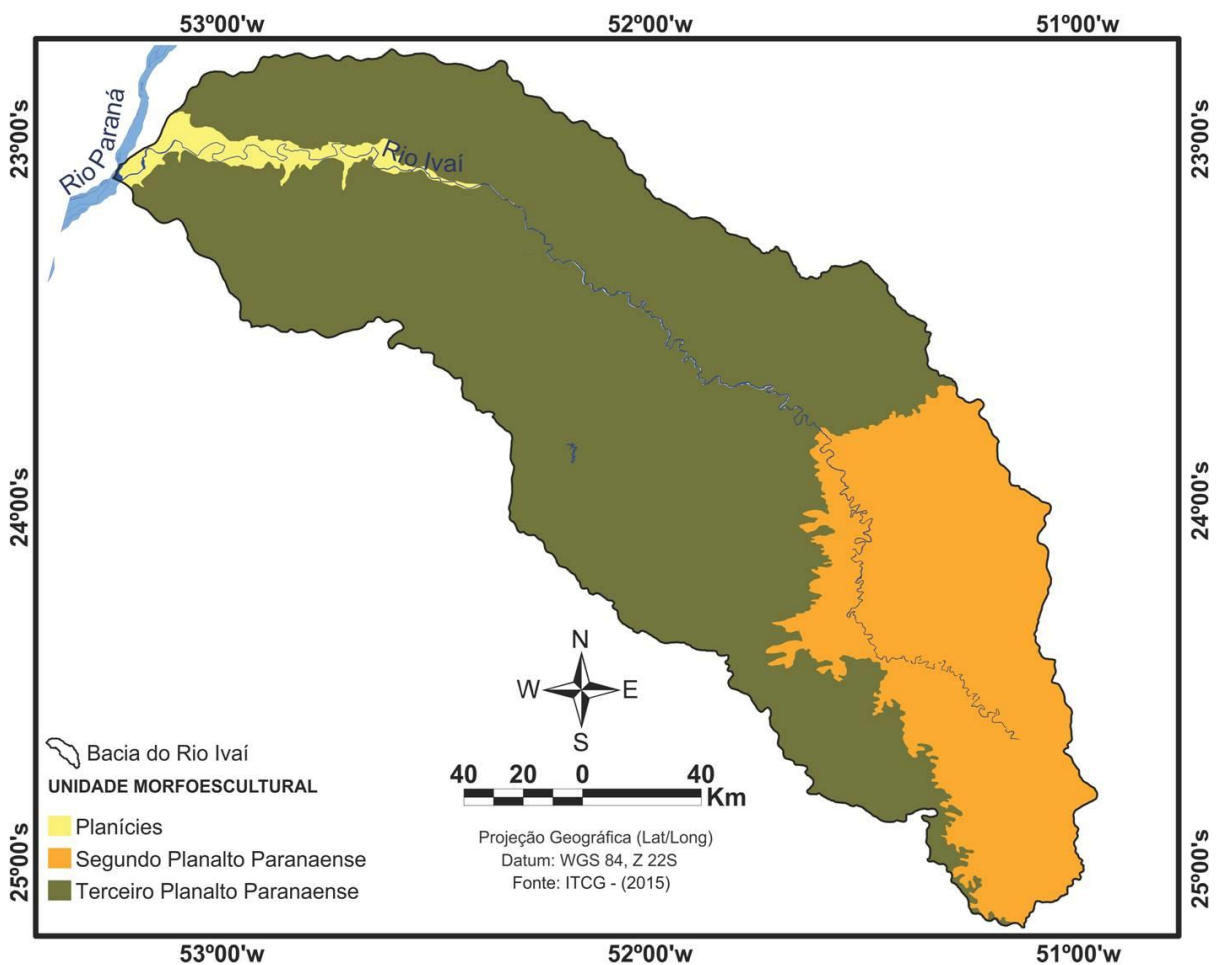 53º00'w 52º00'w 51º00'w
23º00's
24º00's
25º00's
23º00's
24º00's
25º00's
Rio Paraná
Rio Ivaí
N
W E
S
40 20 0 40
Km
Projeção Geográfica (Lat/Long)
Datum: WGS 84, Z 22S
Fonte: ITCG - (2015)
Bacia do Rio Ivaí
UNIDADE MORFOESCULTURAL
Planícies
Segundo Planalto Paranaense
Terceiro Planalto Paranaense
53º00'w 52º00'w 51º00'w